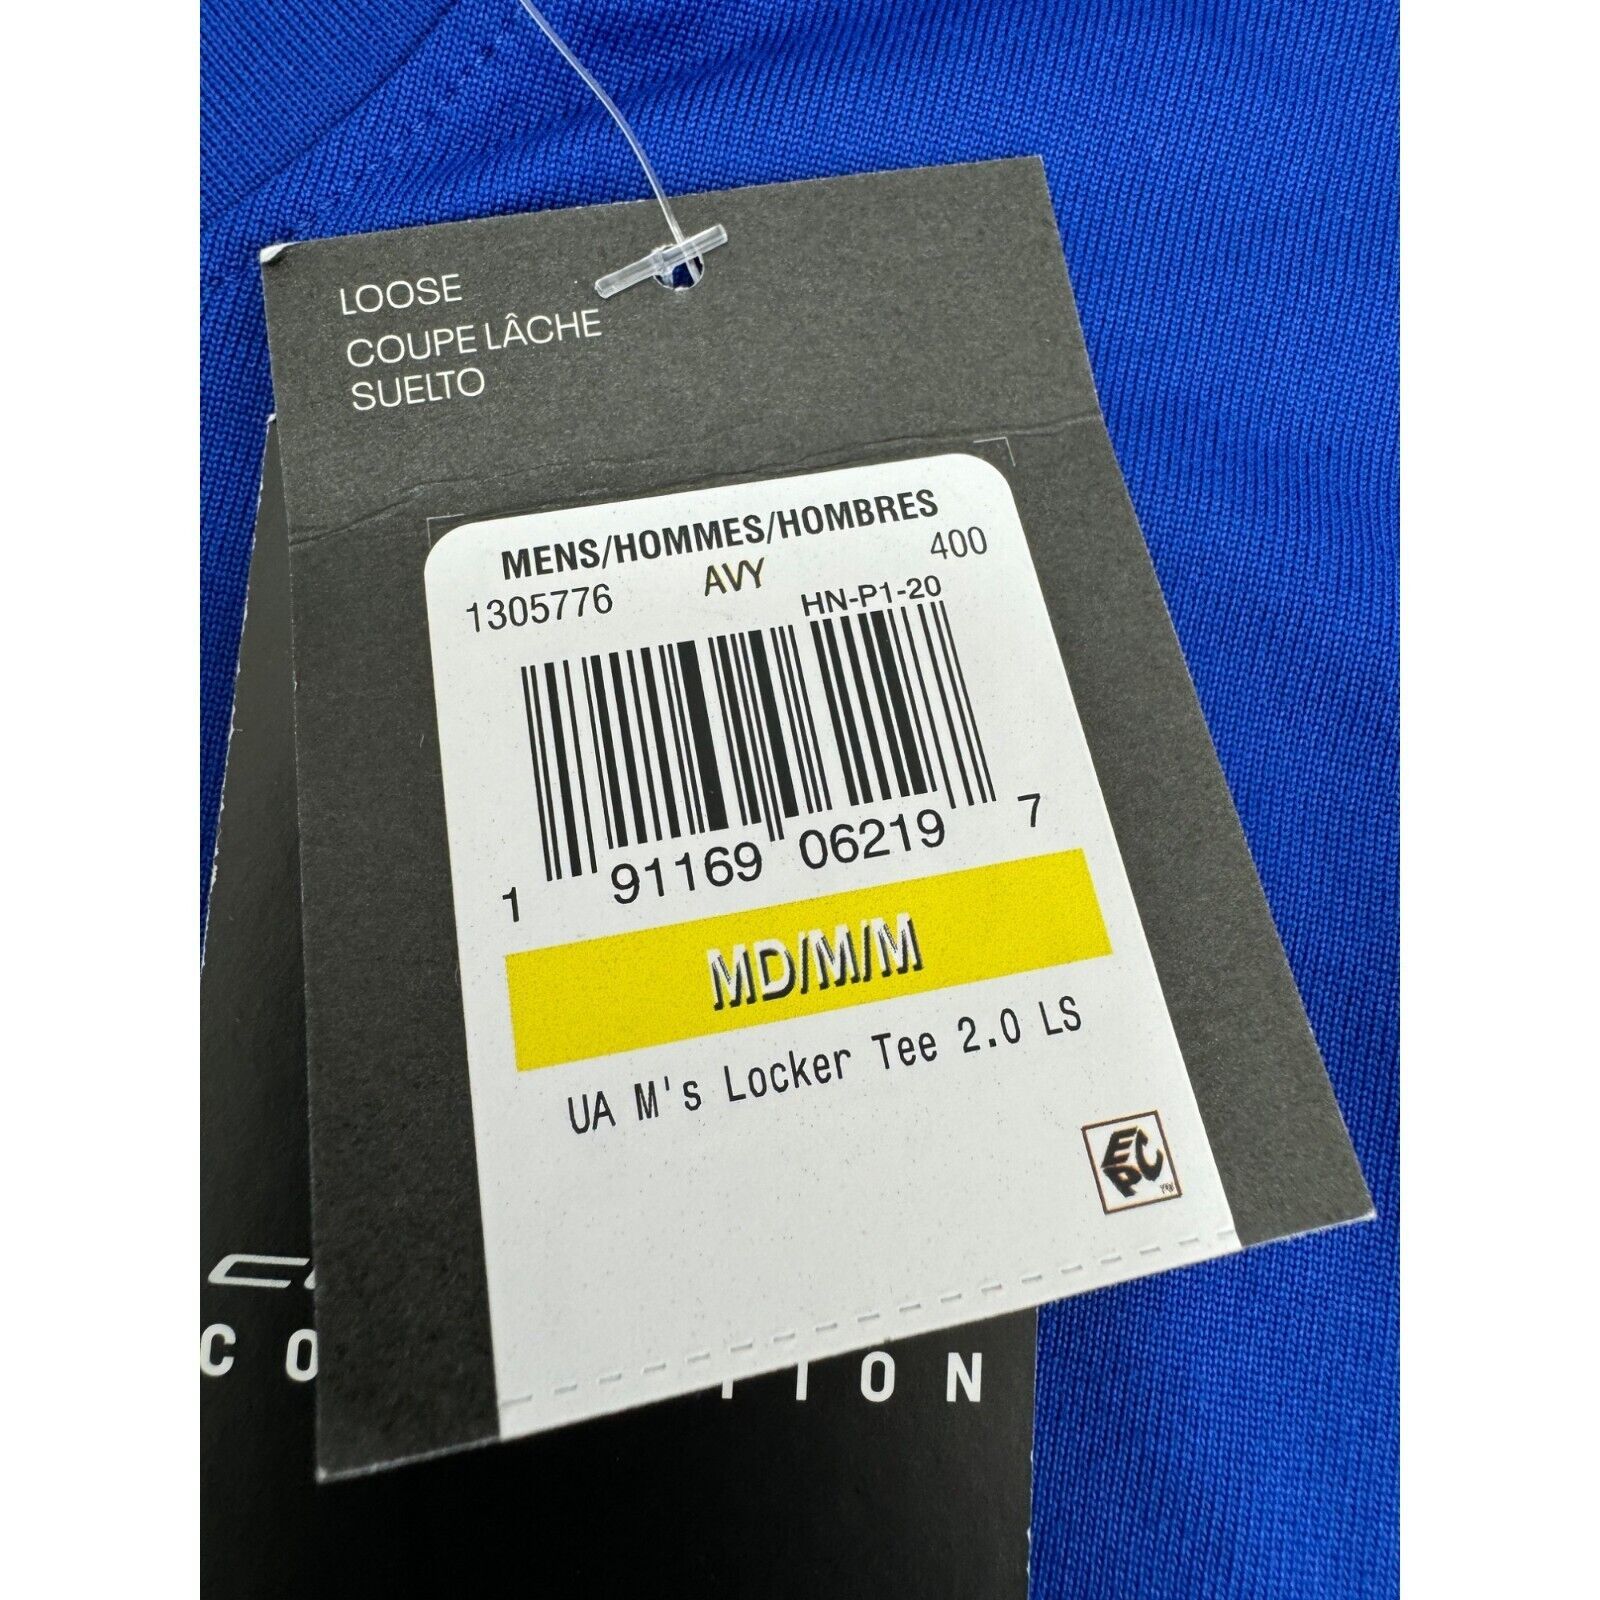 LOOSE
COUPE LÂCHE
SUELTO
MENS/HOMMES/HOMBRES
1305776 AVY 400
HN-P1-20
1 91169 06219 7
MD/M/M
UA M's Locker Tee 2.0 LS
EPC